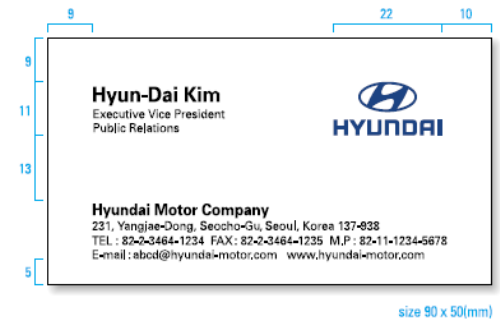 9
22
10
9
11
13
5
Hyun-Dai Kim
Executive Vice President
Public Relations
HYUNDAI
Hyundai Motor Company
231, Yangjae-Dong, Seocho-Gu, Seoul, Korea 137-938
TEL : 82-2-3464-1234 FAX : 82-2-3464-1235 M.P : 82-11-1234-5678
E-mail : abcd@hyundai-motor.com www.hyundai-motor.com
size 90 x 50(mm)